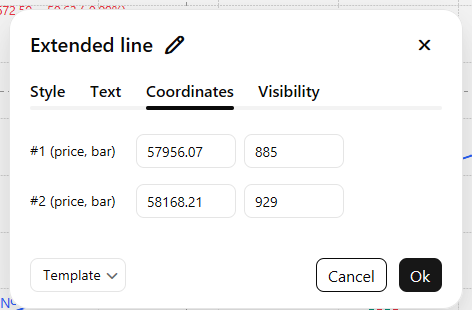 Extended line
Style Text Coordinates Visibility
#1 (price, bar) 57956.07 885
#2 (price, bar) 58168.21 929
Template Cancel Ok